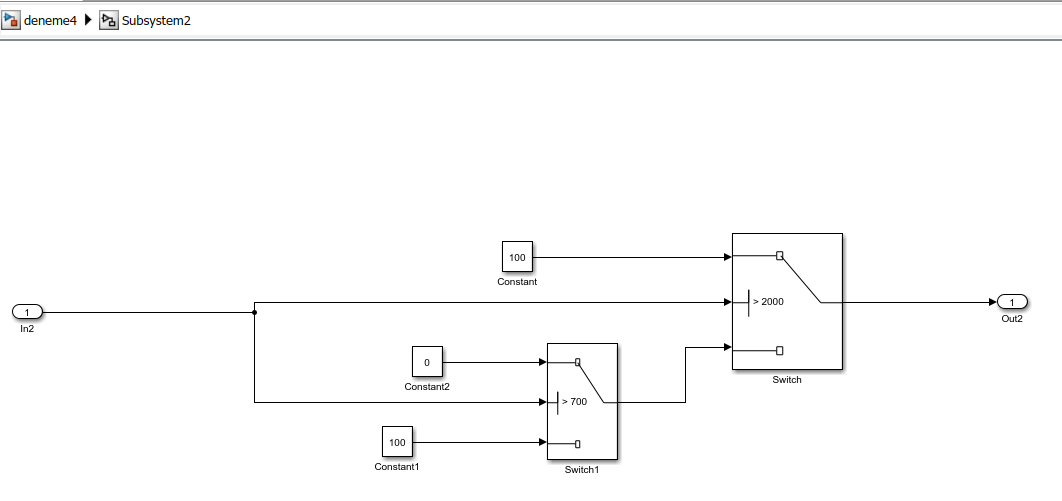 deneme4 Subsystem2
100
Constant
> 2000
1
In2
1
Out2
0
Constant2
Switch
> 700
100
Constant1
Switch1